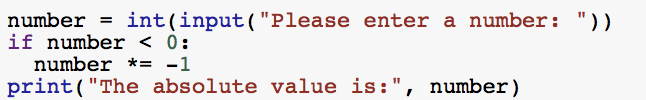 number = int(input("Please enter a number: "))
if number < 0:
  number *= -1
print("The absolute value is:", number)